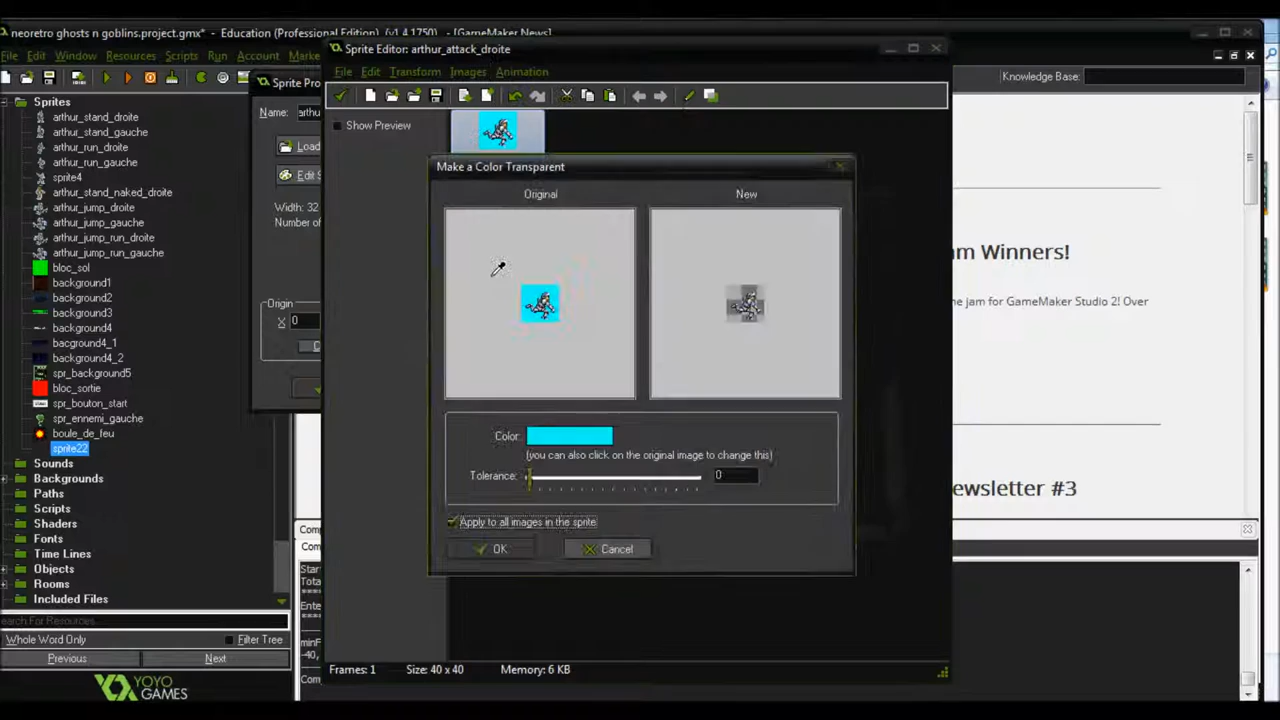 neoretro ghosts n goblins.project.gmx* - Education (Professional Edition) (v1.4.1750) - [GameMaker News]
File Edit Window Resources Scripts Run Account
Knowledge Base:
Sprites
arthur_stand_droite
arthur_stand_gauche
arthur_run_droite
arthur_run_gauche
sprite4
arthur_stand_naked_droite
arthur_jump_droite
arthur_jump_gauche
arthur_jump_run_droite
arthur_jump_run_gauche
bloc_sol
background1
background2
background3
background4
bacground4_1
background4_2
spr_background5
bloc_sortie
spr_bouton_start
spr_ennemi_gauche
boule_de_feu
sprite22
Sounds
Backgrounds
Paths
Scripts
Shaders
Fonts
Time Lines
Objects
Rooms
Included Files
Whole Word Only Filter Tree
Previous Next
YOYO
GAMES
Sprite Pro
Name:
Load
Edit S
Width: 32
Number of
Origin
X 0
Sprite Editor: arthur_attack_droite
File Edit Transform Images Animation
Show Preview
Make a Color Transparent
Original New
Color:
(you can also click on the original image to change this)
Tolerance: 0
Apply to all images in the sprite
OK Cancel
Frames: 1 Size: 40 x 40 Memory: 6 KB
am Winners!
he jam for GameMaker Studio 2! Over
ewsletter #3